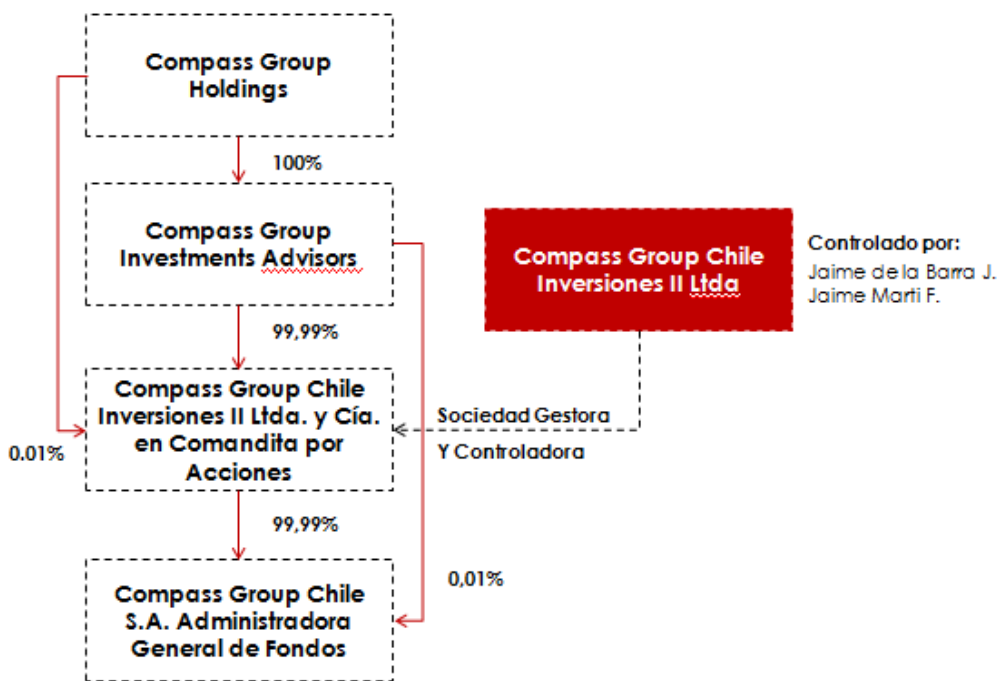 Compass Group
Holdings
100%
Compass Group
Investments Advisors
Compass Group Chile
Inversiones II Ltda
Controlado por:
Jaime de la Barra J.
Jaime Marti F.
99,99%
Compass Group Chile
Inversiones II Ltda. y Cía.
en Comandita por
Acciones
Sociedad Gestora
Y Controladora
0.01%
99,99%
0,01%
Compass Group Chile
S.A. Administradora
General de Fondos